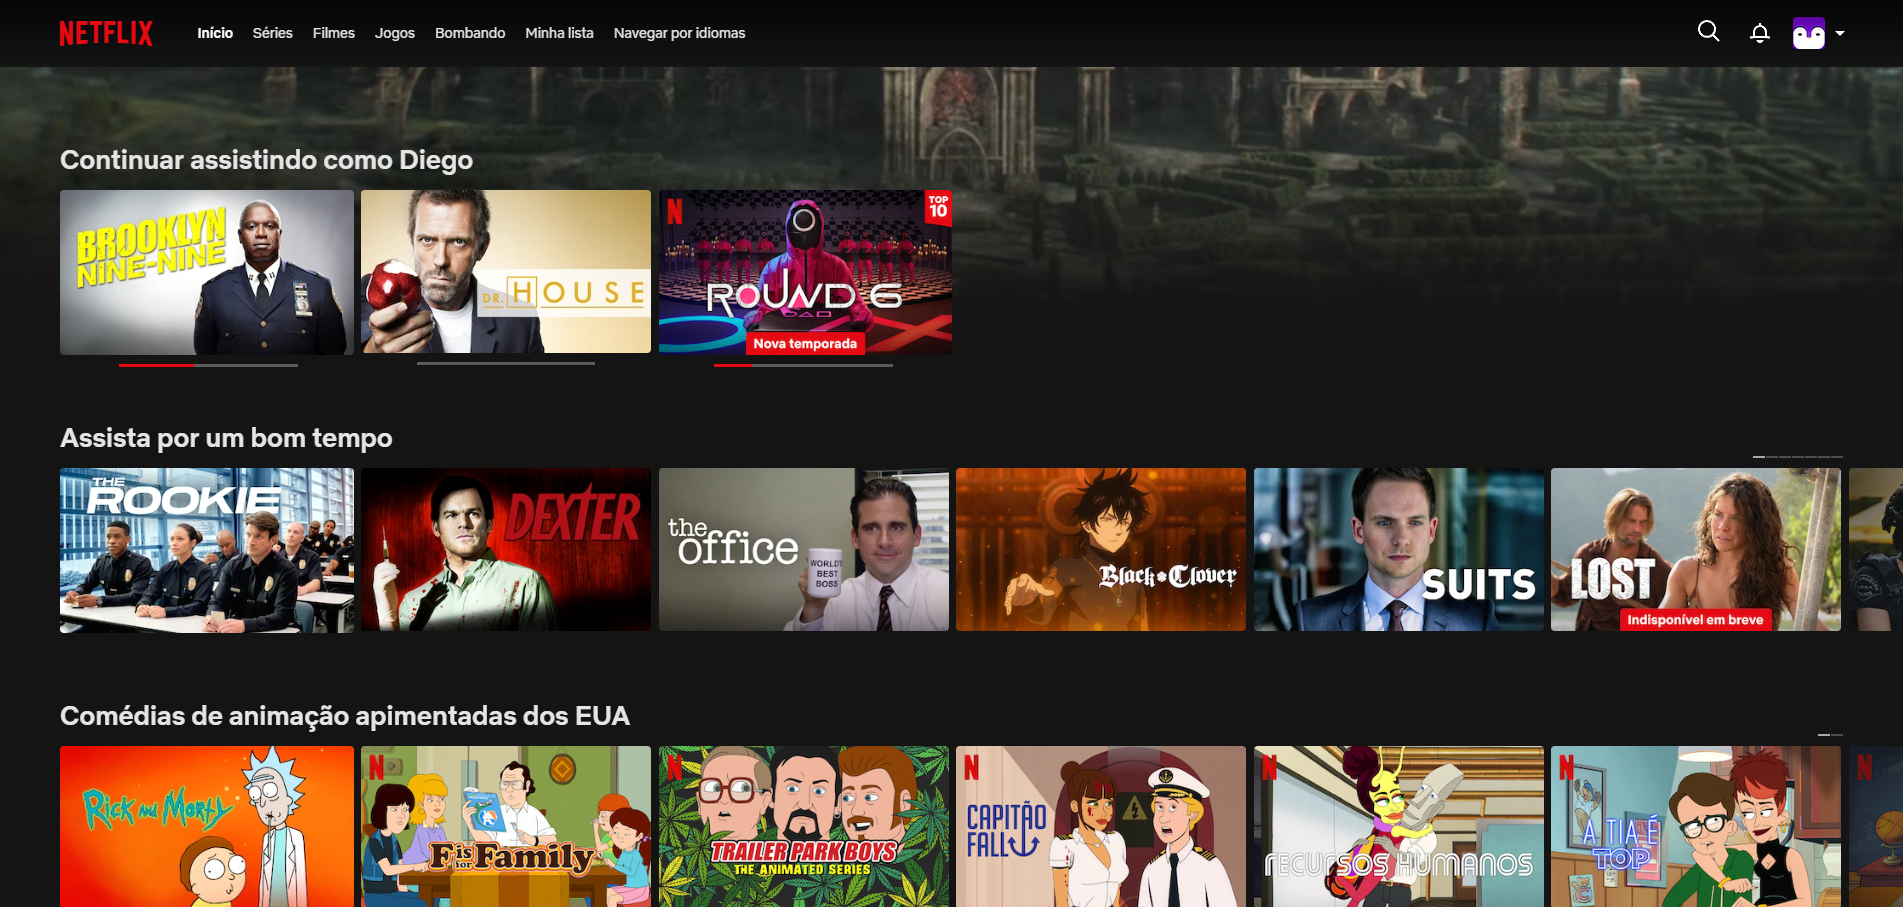 NETFLIX
Início Séries Filmes Jogos Bombando Minha lista Navegar por idiomas
Continuar assistindo como Diego
BROOKLYN
NINE-NINE
DR. HOUSE
N
TOP
10
ROUND 6
Nova temporada
Assista por um bom tempo
THE
ROOKIE
DEXTER
the
office
WORLD'S
BEST
BOSS
Black Clover
SUITS
LOST
Indisponível em breve
Comédias de animação apimentadas dos EUA
Rick and Morty
N
F is for Family
N
TRAILER PARK BOYS
THE ANIMATED SERIES
N
CAPITÃO
FALL
N
RECURSOS HUMANOS
N
A TIA É
TOP
N